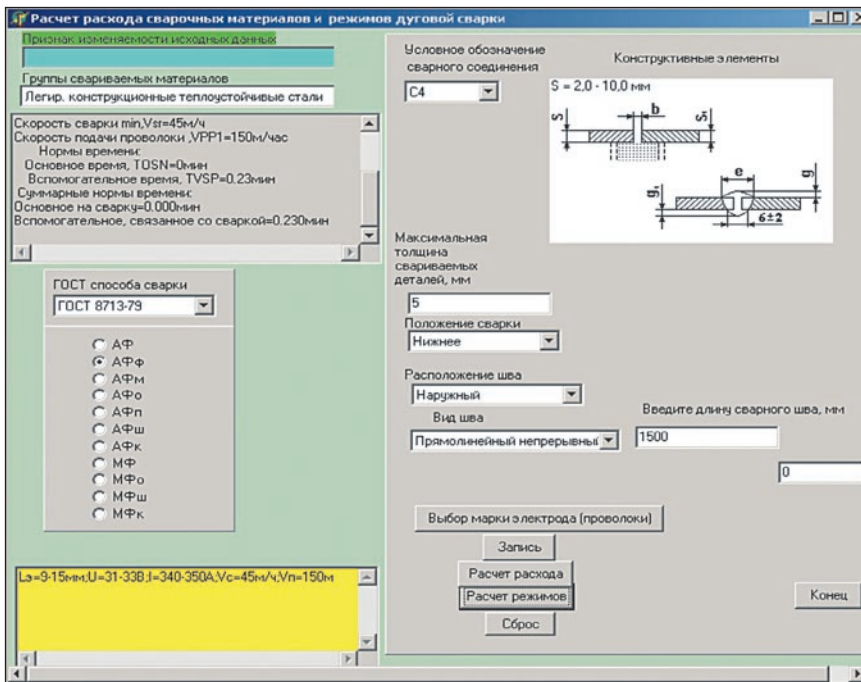 Расчет расхода сварочных материалов и режимов дуговой сварки
Признак изменяемости исходных данных
Группы свариваемых материалов
Легир. конструкционные теплоустойчивые стали
Скорость сварки min,Vsr=45м/ч
Скорость подачи проволоки ,VPP1=150м/час
Нормы времени:
Основное время, TOSN=0мин
Вспомогательное время, TVSP=0.23мин
Суммарные нормы времени:
Основное на сварку=0.000мин
Вспомогательное, связанное со сваркой=0.230мин
ГОСТ способа сварки
ГОСТ 8713-79
АФ
АФф
АФм
АФо
АФп
АФш
АФк
МФ
МФо
МФш
МФк
Lэ=9-15мм;U=31-33В;I=340-350А;Vс=45м/ч;Vп=150м
Условное обозначение
сварного соединения
С4
Конструктивные элементы
S = 2,0 - 10,0 мм
b
S
S₁
e
g
g₁
6±2
Максимальная
толщина
свариваемых
деталей, мм
5
Положение сварки
Нижнее
Расположение шва
Наружный
Вид шва
Прямолинейный непрерывный
Введите длину сварного шва, мм
1500
0
Выбор марки электрода (проволоки)
Запись
Расчет расхода
Расчет режимов
Сброс
Конец